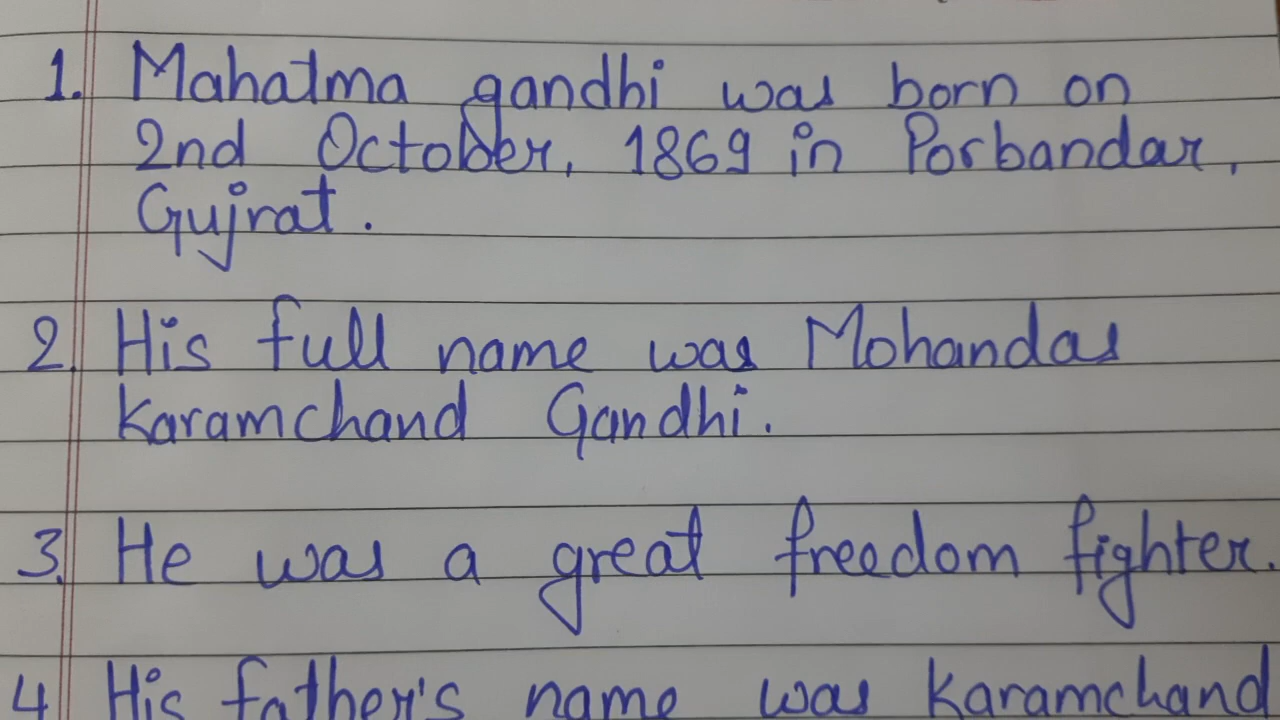 1. Mahatma gandhi was born on
2nd October, 1869 in Porbandar,
Gujrat.
2. His full name was Mohandas
Karamchand Gandhi.
3. He was a great freedom fighter.
4 His father's name was Karamchand